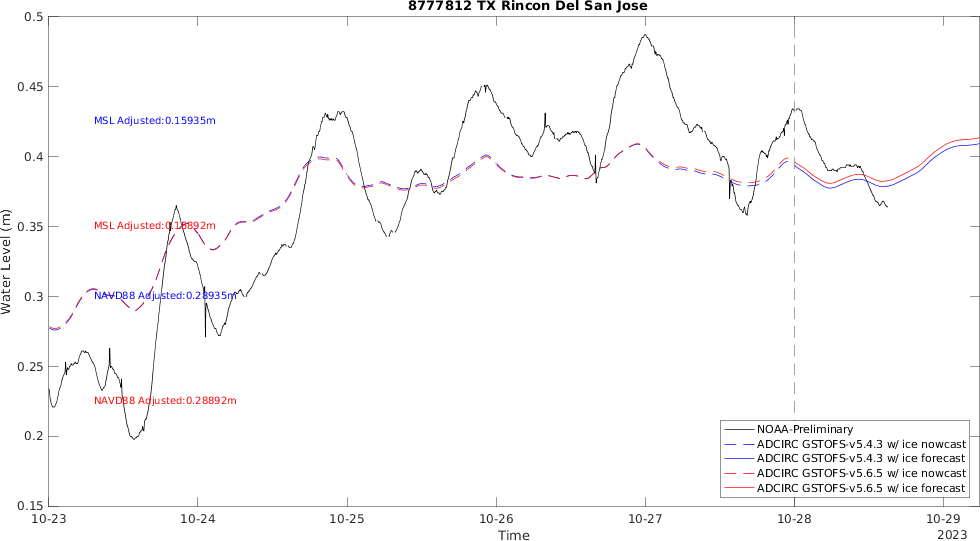 8777812 TX Rincon Del San Jose
0.5
0.45
0.4
0.35
0.3
0.25
0.2
0.15
Water Level (m)
MSL Adjusted:0.15935m
MSL Adjusted:0.15892m
NAVD88 Adjusted:0.28935m
NAVD88 Adjusted:0.28892m
NOAA-Preliminary
ADCIRC GSTOFS-v5.4.3 w/ ice nowcast
ADCIRC GSTOFS-v5.4.3 w/ ice forecast
ADCIRC GSTOFS-v5.6.5 w/ ice nowcast
ADCIRC GSTOFS-v5.6.5 w/ ice forecast
10-23 10-24 10-25 10-26 10-27 10-28 10-29
Time
2023